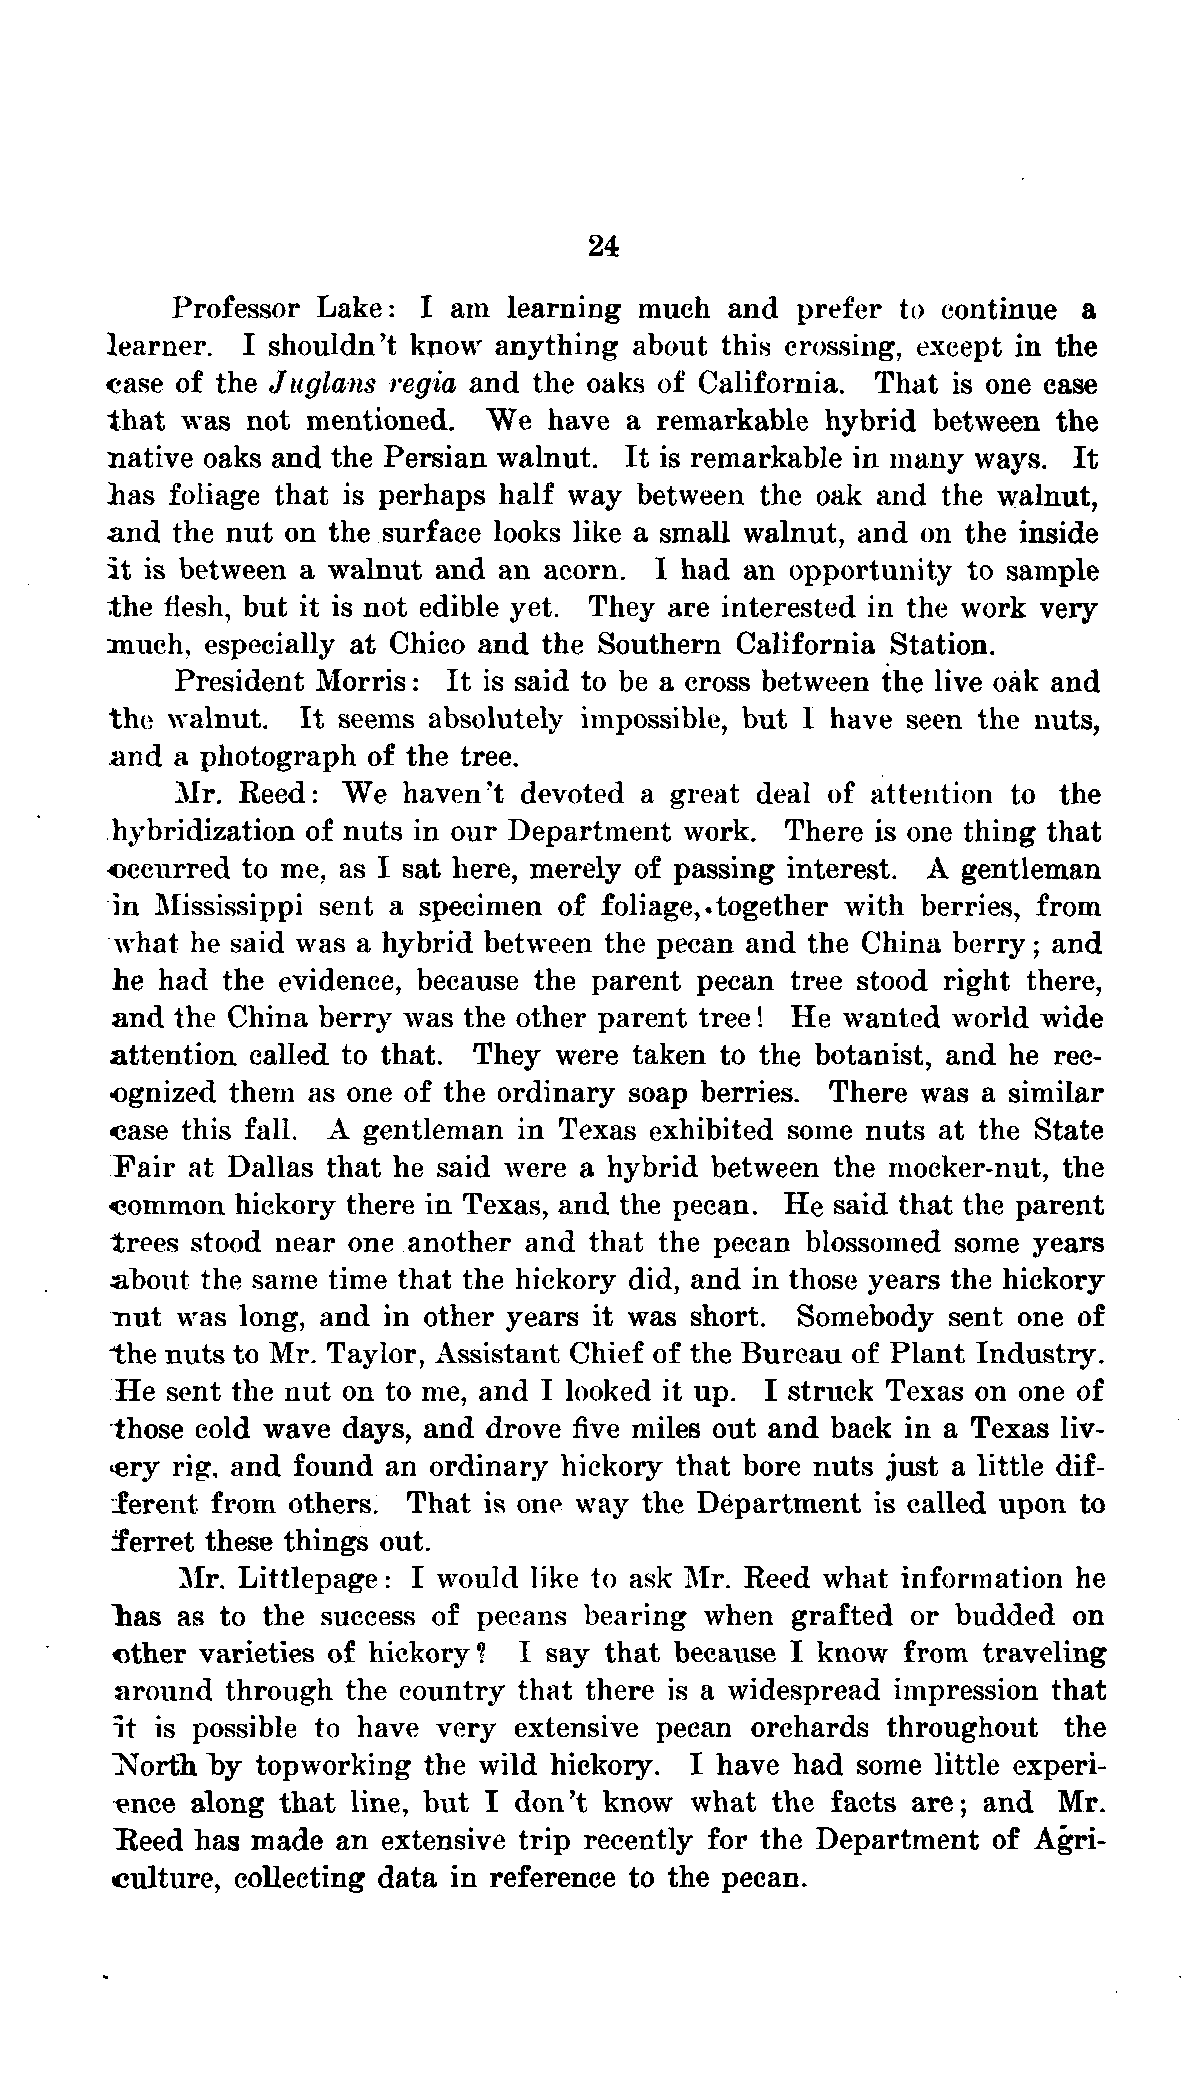 24
Professor Lake: I am learning much and prefer to continue a
learner. I shouldn't know anything about this crossing, except in the
case of the Juglans regia and the oaks of California. That is one case
that was not mentioned. We have a remarkable hybrid between the
native oaks and the Persian walnut. It is remarkable in many ways. It
has foliage that is perhaps half way between the oak and the walnut,
and the nut on the surface looks like a small walnut, and on the inside
it is between a walnut and an acorn. I had an opportunity to sample
the flesh, but it is not edible yet. They are interested in the work very
much, especially at Chico and the Southern California Station.
President Morris: It is said to be a cross between the live oak and
the walnut. It seems absolutely impossible, but I have seen the nuts,
and a photograph of the tree.
Mr. Reed: We haven't devoted a great deal of attention to the
hybridization of nuts in our Department work. There is one thing that
occurred to me, as I sat here, merely of passing interest. A gentleman
in Mississippi sent a specimen of foliage, together with berries, from
what he said was a hybrid between the pecan and the China berry; and
he had the evidence, because the parent pecan tree stood right there,
and the China berry was the other parent tree! He wanted world wide
attention called to that. They were taken to the botanist, and he rec-
ognized them as one of the ordinary soap berries. There was a similar
case this fall. A gentleman in Texas exhibited some nuts at the State
Fair at Dallas that he said were a hybrid between the mocker-nut, the
common hickory there in Texas, and the pecan. He said that the parent
trees stood near one another and that the pecan blossomed some years
about the same time that the hickory did, and in those years the hickory
nut was long, and in other years it was short. Somebody sent one of
the nuts to Mr. Taylor, Assistant Chief of the Bureau of Plant Industry.
He sent the nut on to me, and I looked it up. I struck Texas on one of
those cold wave days, and drove five miles out and back in a Texas liv-
ery rig, and found an ordinary hickory that bore nuts just a little dif-
ferent from others. That is one way the Department is called upon to
ferret these things out.
Mr. Littlepage: I would like to ask Mr. Reed what information he
has as to the success of pecans bearing when grafted or budded on
other varieties of hickory? I say that because I know from traveling
around through the country that there is a widespread impression that
it is possible to have very extensive pecan orchards throughout the
North by topworking the wild hickory. I have had some little experi-
ence along that line, but I don't know what the facts are; and Mr.
Reed has made an extensive trip recently for the Department of Agri-
culture, collecting data in reference to the pecan.